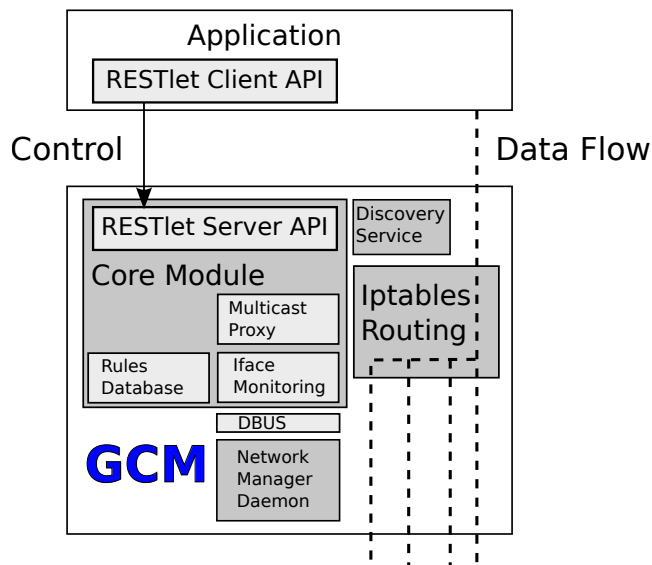 Application
RESTlet Client API
Control
Data Flow
RESTlet Server API
Core Module
Discovery
Service
Iptables
Routing
Multicast
Proxy
Rules
Database
Iface
Monitoring
DBUS
GCM
Network
Manager
Daemon